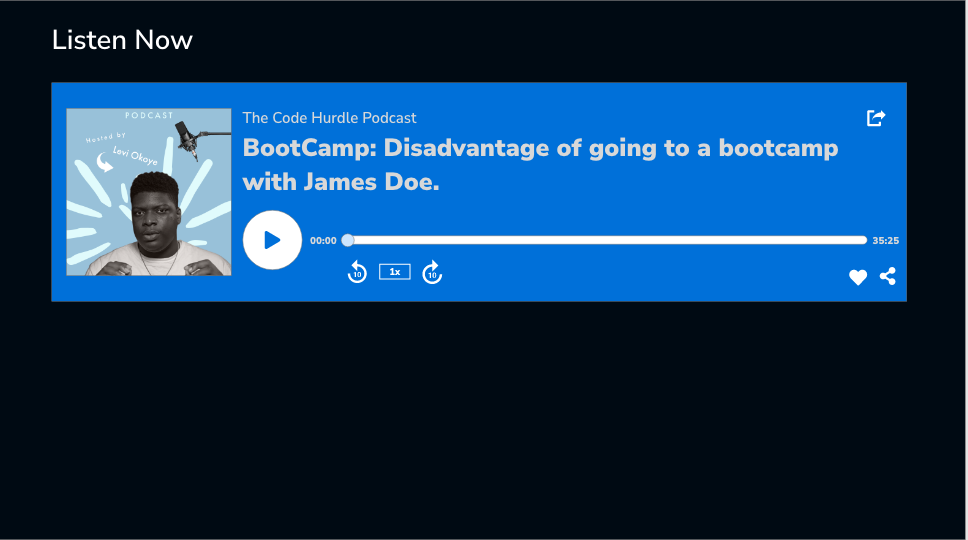 Listen Now
PODCAST
Hosted by
Levi Okoye
The Code Hurdle Podcast
BootCamp: Disadvantage of going to a bootcamp
with James Doe.
00:00
35:25
10
1x
10